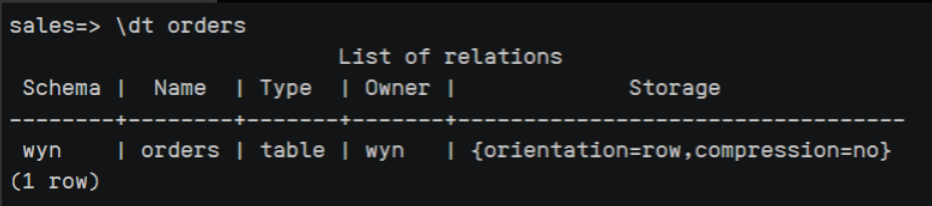 sales=> \dt orders
                         List of relations
 Schema |  Name  | Type  | Owner |             Storage
--------+--------+-------+-------+----------------------------------
 wyn    | orders | table | wyn   | {orientation=row,compression=no}
(1 row)